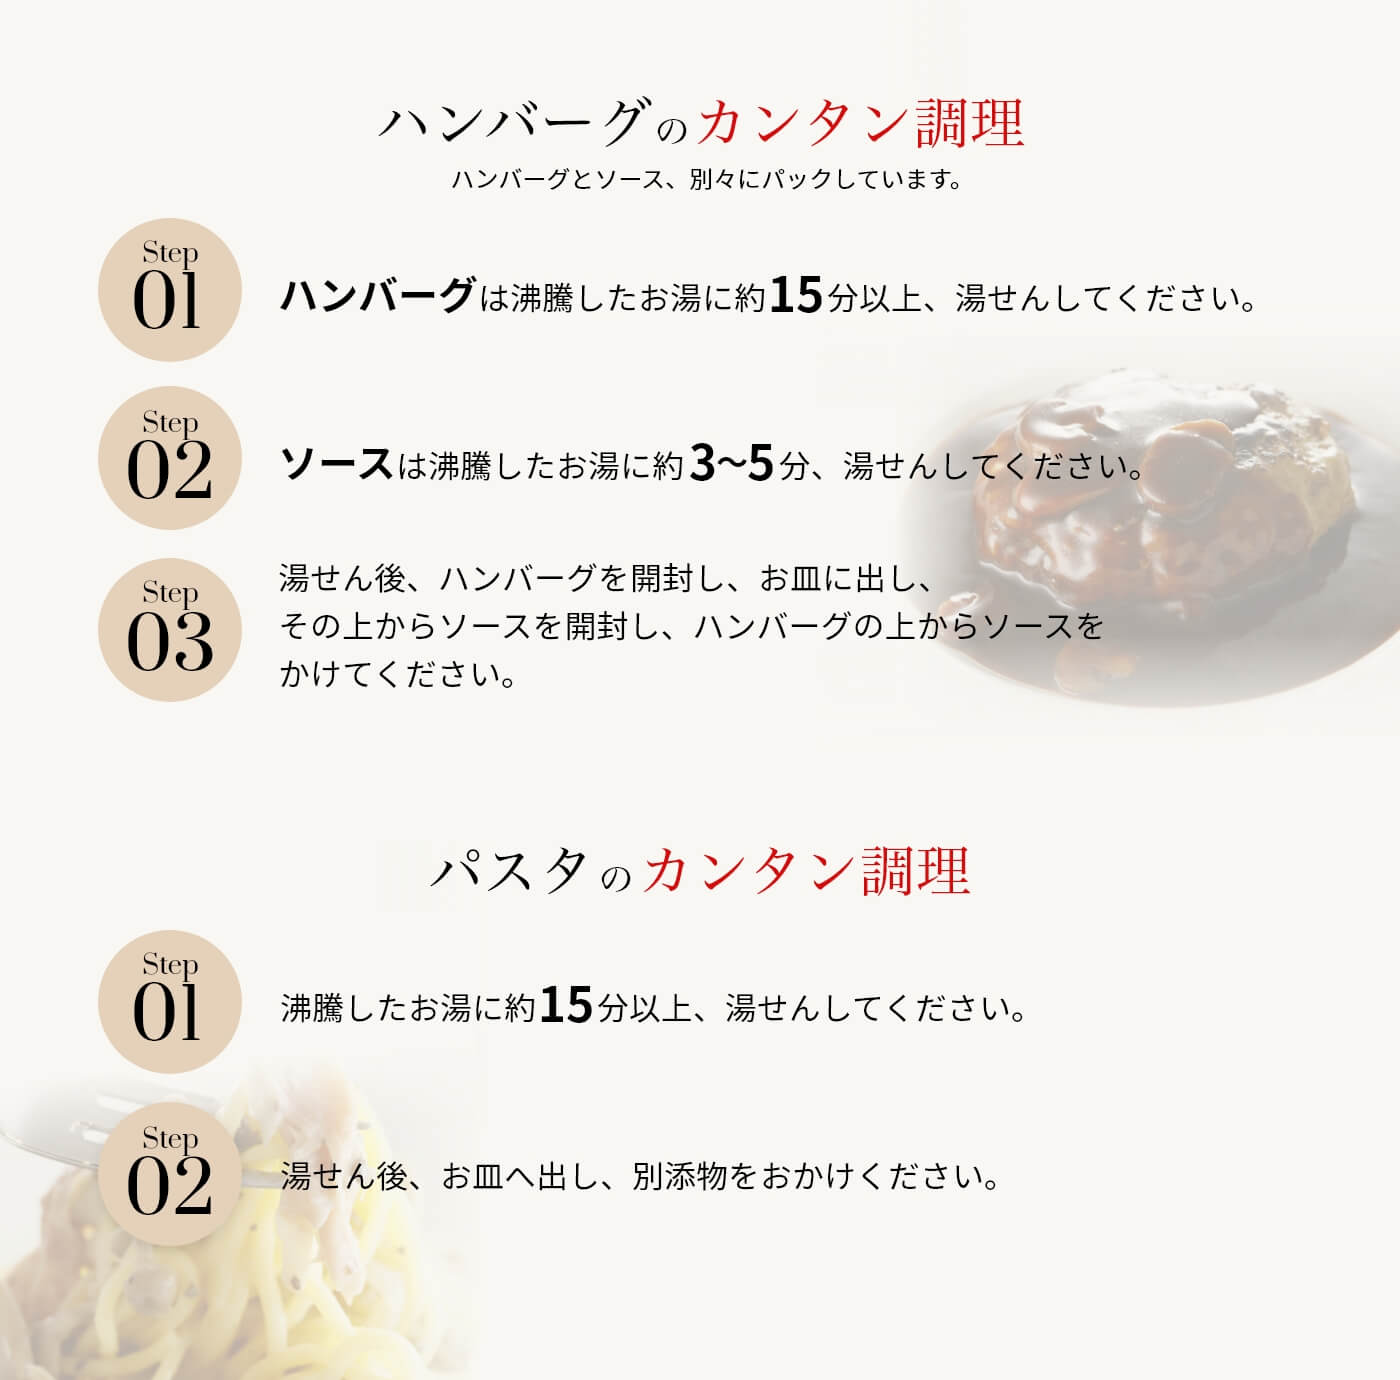 ハンバーグのカンタン調理
ハンバーグとソース、別々にパックしています。
Step
01
ハンバーグは沸騰したお湯に約15分以上、湯せんしてください。
Step
02
ソースは沸騰したお湯に約3〜5分、湯せんしてください。
Step
03
湯せん後、ハンバーグを開封し、お皿に出し、
その上からソースを開封し、ハンバーグの上からソースを
かけてください。
パスタのカンタン調理
Step
01
沸騰したお湯に約15分以上、湯せんしてください。
Step
02
湯せん後、お皿へ出し、別添物をおかけください。